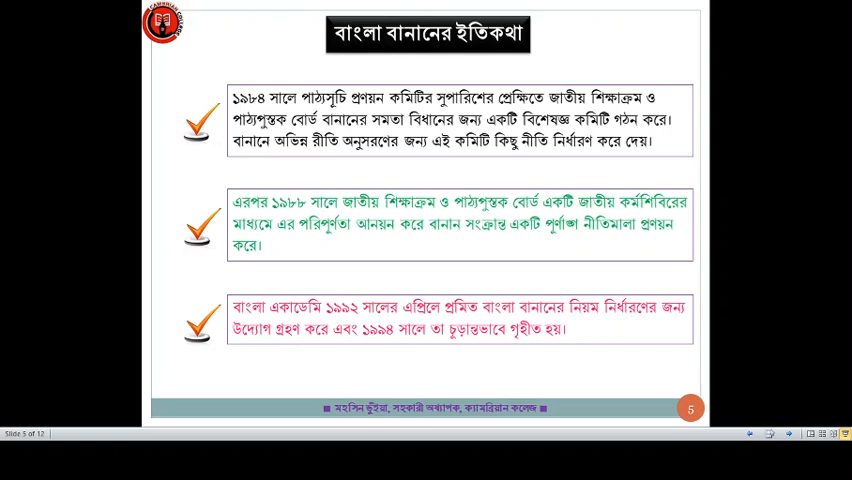 CAMBRIAN COLLEGE
বাংলা বানানের ইতিকথা
১৯৮৪ সালে পাঠ্যসূচি প্রণয়ন কমিটির সুপারিশের প্রেক্ষিতে জাতীয় শিক্ষাক্রম ও
পাঠ্যপুস্তক বোর্ড বানানের সমতা বিধানের জন্য একটি বিশেষজ্ঞ কমিটি গঠন করে।
বানানে অভিন্ন রীতি অনুসরণের জন্য এই কমিটি কিছু নীতি নির্ধারণ করে দেয়।
এরপর ১৯৮৮ সালে জাতীয় শিক্ষাক্রম ও পাঠ্যপুস্তক বোর্ড একটি জাতীয় কর্মশিবিরের
মাধ্যমে এর পরিপূর্ণতা আনয়ন করে বানান সংক্রান্ত একটি পূর্ণাঙ্গ নীতিমালা প্রণয়ন
করে।
বাংলা একাডেমি ১৯৯২ সালের এপ্রিলে প্রমিত বাংলা বানানের নিয়ম নির্ধারণের জন্য
উদ্যোগ গ্রহণ করে এবং ১৯৯৪ সালে তা চূড়ান্তভাবে গৃহীত হয়।
■ মহসিন ভুঁইয়া, সহকারী অধ্যাপক, ক্যামব্রিয়ান কলেজ ■
5
Slide 5 of 12